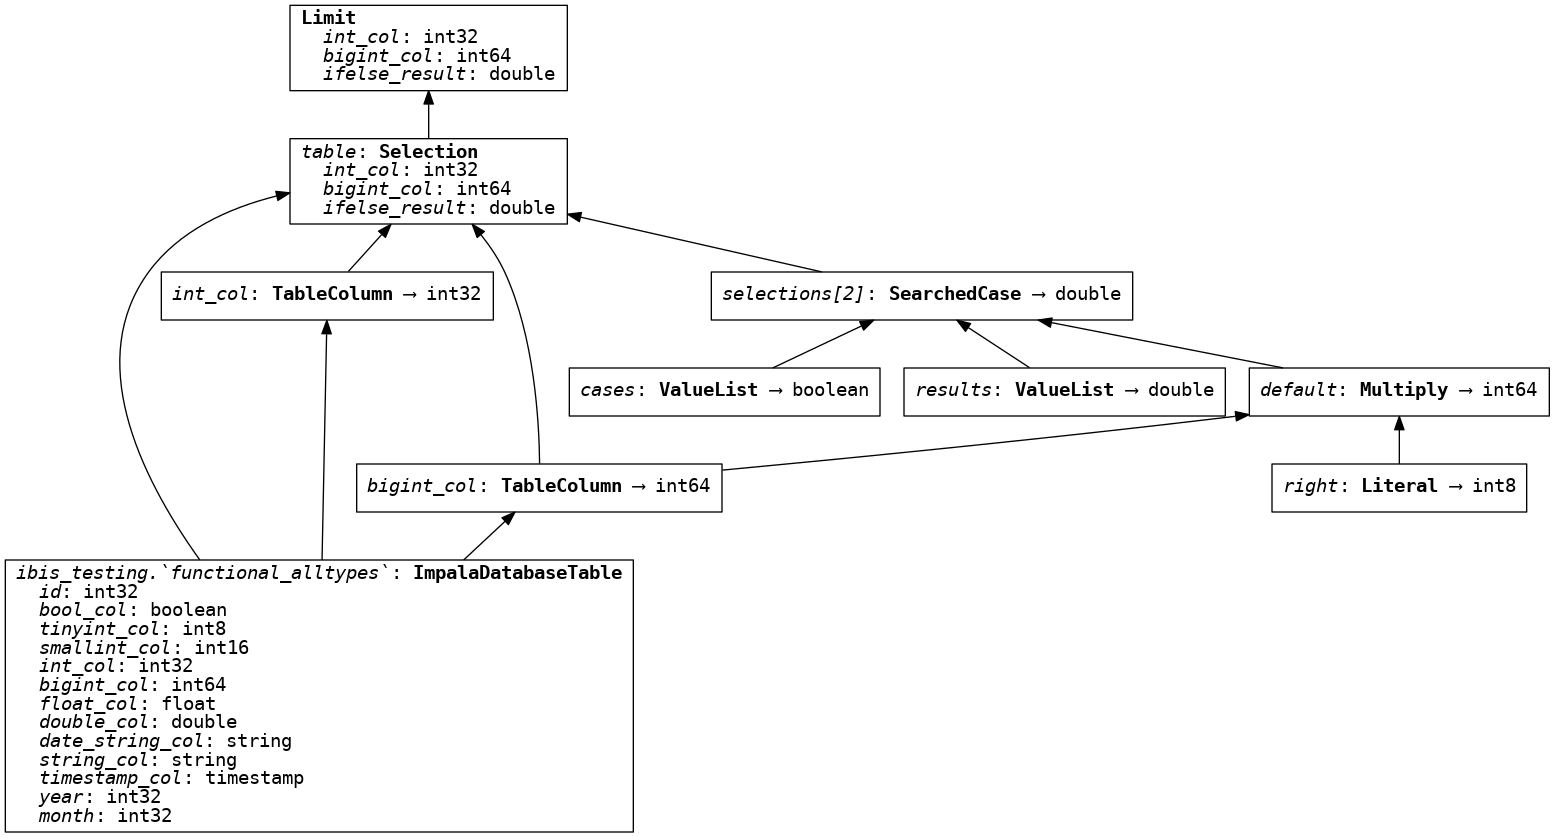 Limit
int_col: int32
bigint_col: int64
ifelse_result: double
table: Selection
int_col: int32
bigint_col: int64
ifelse_result: double
int_col: TableColumn → int32
selections[2]: SearchedCase → double
cases: ValueList → boolean
results: ValueList → double
default: Multiply → int64
bigint_col: TableColumn → int64
right: Literal → int8
ibis_testing.`functional_alltypes`: ImpalaDatabaseTable
id: int32
bool_col: boolean
tinyint_col: int8
smallint_col: int16
int_col: int32
bigint_col: int64
float_col: float
double_col: double
date_string_col: string
string_col: string
timestamp_col: timestamp
year: int32
month: int32